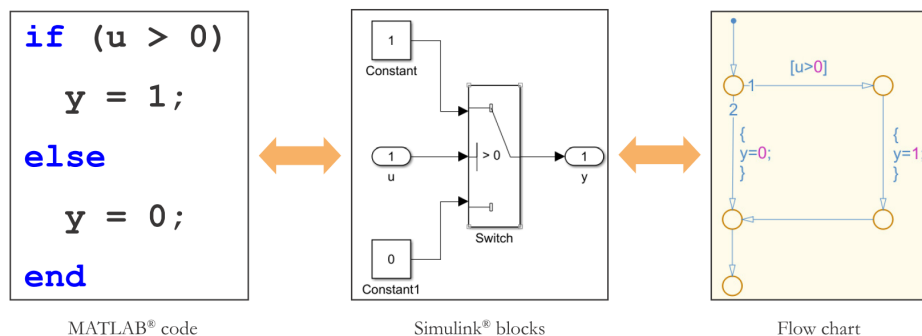 if (u > 0)
y = 1;
else
y = 0;
end
MATLAB® code
1
Constant
1
u
> 0
1
y
Switch
0
Constant1
Simulink® blocks
[u>0]
1
2
{
y=0;
}
{
y=1
}
Flow chart